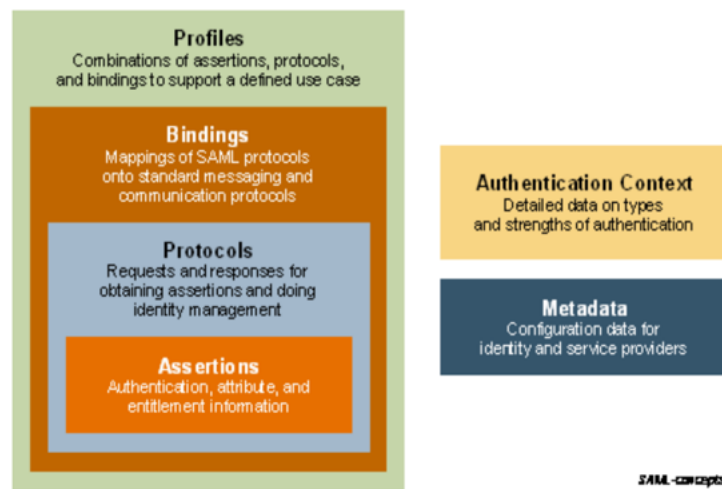 Profiles
Combinations of assertions, protocols,
and bindings to support a defined use case
Bindings
Mappings of SAML protocols
onto standard messaging and
communication protocols
Protocols
Requests and responses for
obtaining assertions and doing
identity management
Assertions
Authentication, attribute, and
entitlement information
Authentication Context
Detailed data on types
and strengths of authentication
Metadata
Configuration data for
identity and service providers
SAML-concepts